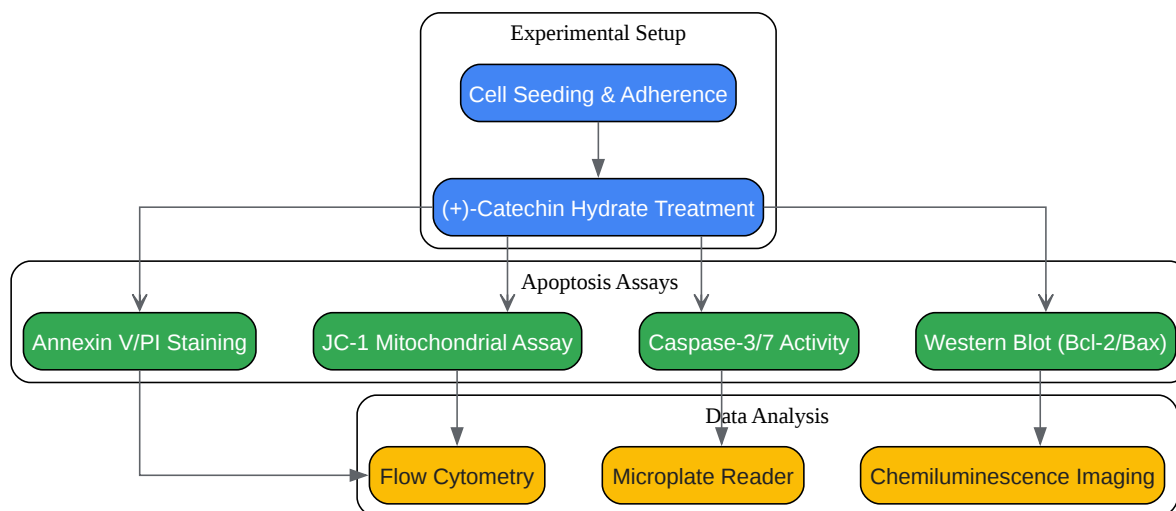 Experimental Setup
Cell Seeding & Adherence
(+)-Catechin Hydrate Treatment
Apoptosis Assays
Annexin V/PI Staining
JC-1 Mitochondrial Assay
Caspase-3/7 Activity
Western Blot (Bcl-2/Bax)
Data Analysis
Flow Cytometry
Microplate Reader
Chemiluminescence Imaging